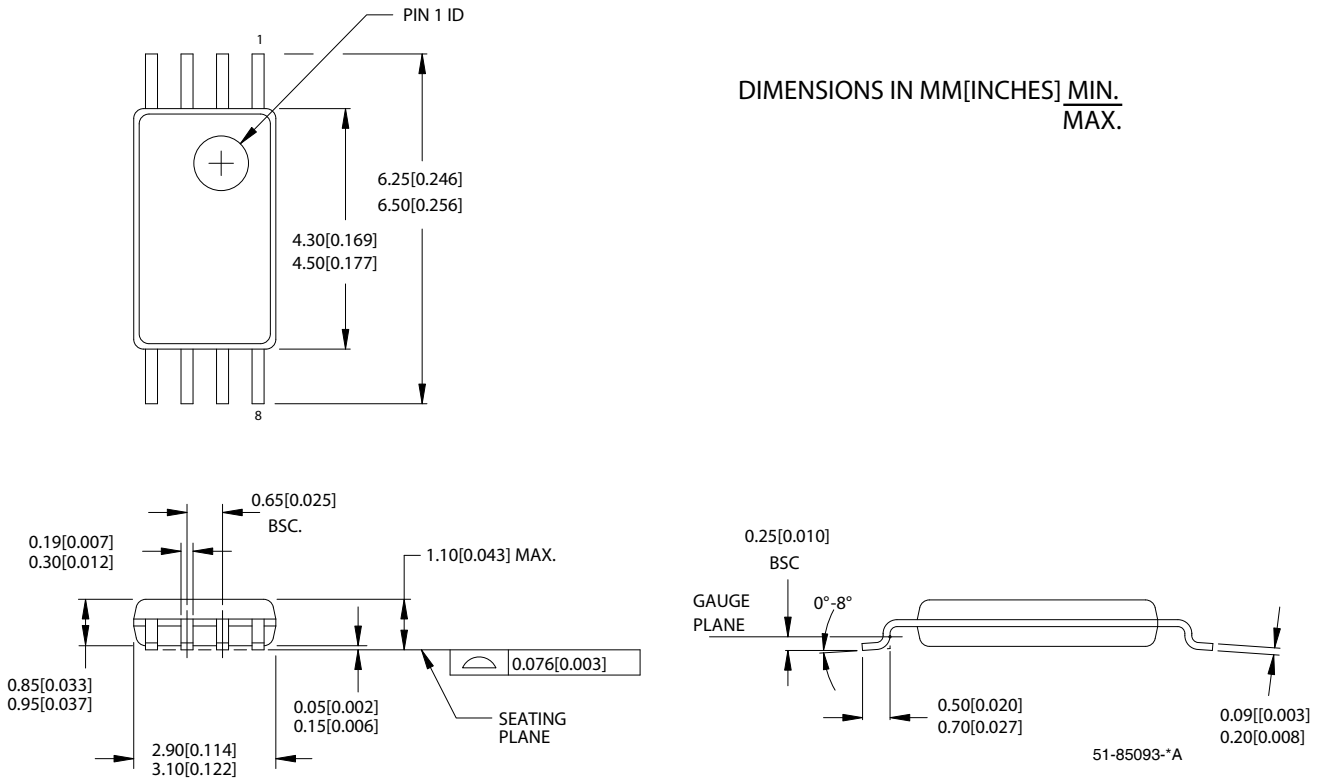 PIN 1 ID
1
DIMENSIONS IN MM[INCHES] MIN.
MAX.
6.25[0.246]
6.50[0.256]
4.30[0.169]
4.50[0.177]
8
0.65[0.025]
BSC.
0.19[0.007]
0.30[0.012]
1.10[0.043] MAX.
0.85[0.033]
0.95[0.037]
0.05[0.002]
0.15[0.006]
0.076[0.003]
SEATING
PLANE
2.90[0.114]
3.10[0.122]
0.25[0.010]
BSC
GAUGE
PLANE
0°-8°
0.50[0.020]
0.70[0.027]
0.09[[0.003]
0.20[0.008]
51-85093-*A